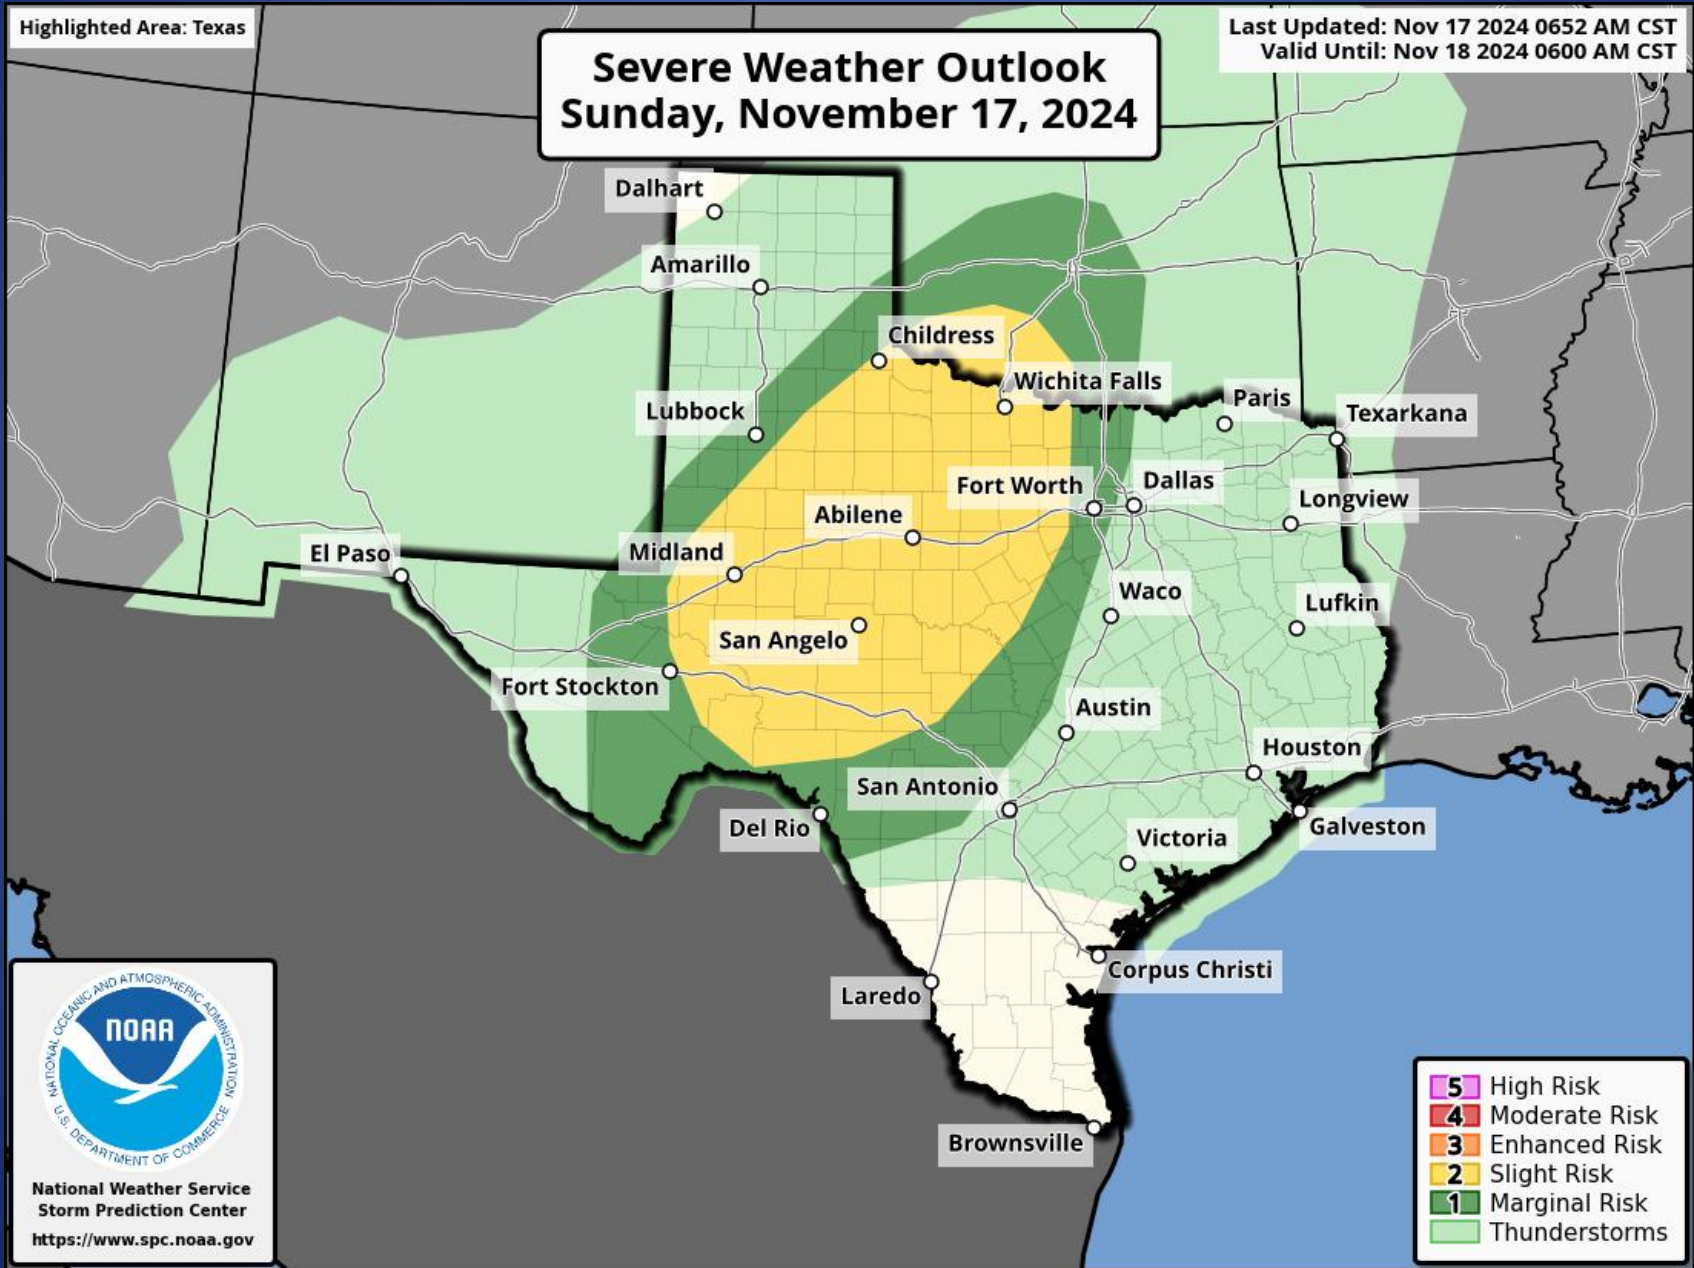 Highlighted Area: Texas
Severe Weather Outlook
Sunday, November 17, 2024
Last Updated: Nov 17 2024 0652 AM CST
Valid Until: Nov 18 2024 0600 AM CST
Dalhart
Amarillo
Childress
Wichita Falls
Paris
Texarkana
Lubbock
Fort Worth
Dallas
Longview
Abilene
El Paso
Midland
Waco
Lufkin
San Angelo
Fort Stockton
Austin
Houston
San Antonio
Del Rio
Victoria
Galveston
Corpus Christi
Laredo
Brownsville
NATIONAL OCEANIC AND ATMOSPHERIC ADMINISTRATION
NOAA
U.S. DEPARTMENT OF COMMERCE
National Weather Service
Storm Prediction Center
https://www.spc.noaa.gov
5 High Risk
4 Moderate Risk
3 Enhanced Risk
2 Slight Risk
1 Marginal Risk
Thunderstorms